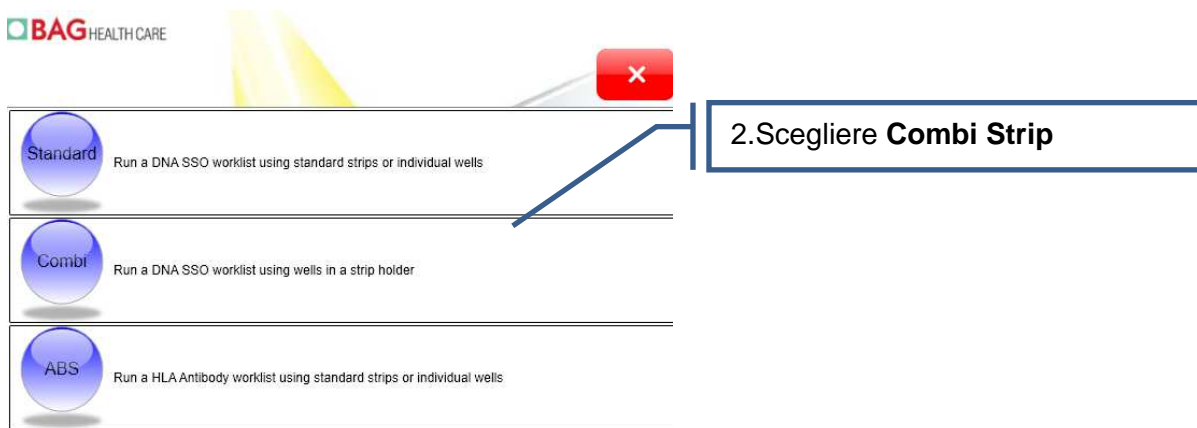 BAG HEALTH CARE
×
2.Scegliere Combi Strip
Standard
Run a DNA SSO worklist using standard strips or individual wells
Combi
Run a DNA SSO worklist using wells in a strip holder
ABS
Run a HLA Antibody worklist using standard strips or individual wells